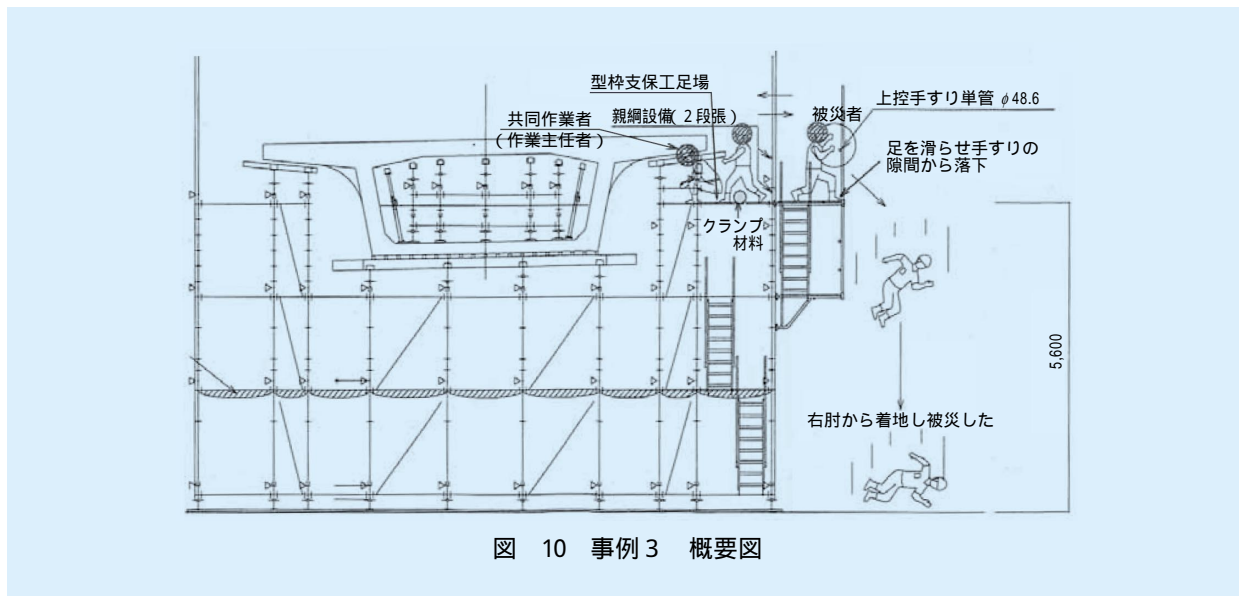 型枠支保工足場
共同作業者
(作業主任者)
親綱設備(2段張)
被災者
上控手すり単管 φ48.6
足を滑らせ手すりの
隙間から落下
クランプ
材料
5,600
右肘から着地し被災した
図 10 事例3 概要図